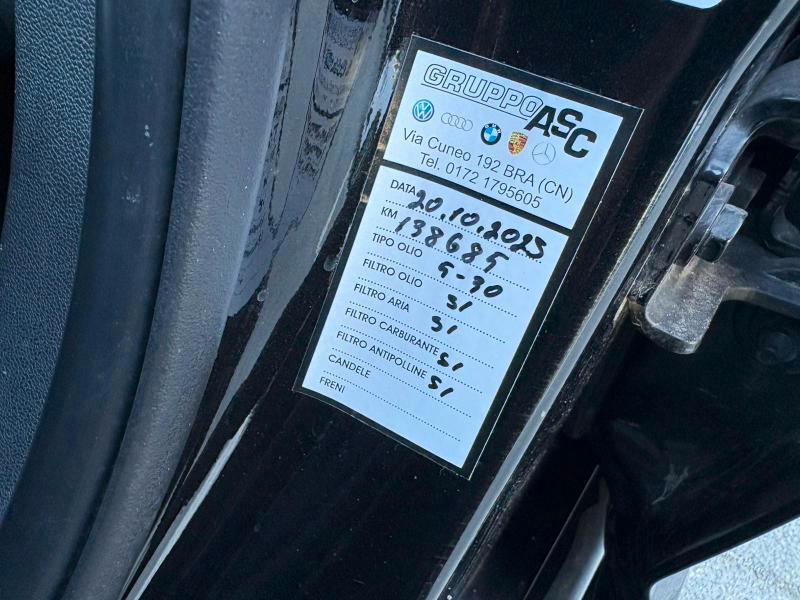 GRUPPO ASC
Via Cuneo 192 BRA (CN)
Tel. 0172 1795605
DATA 20.10.2025
KM 138685
TIPO OLIO 5-30
FILTRO OLIO SI
FILTRO ARIA SI
FILTRO CARBURANTE SI
FILTRO ANTIPOLLINE SI
CANDELE
FRENI